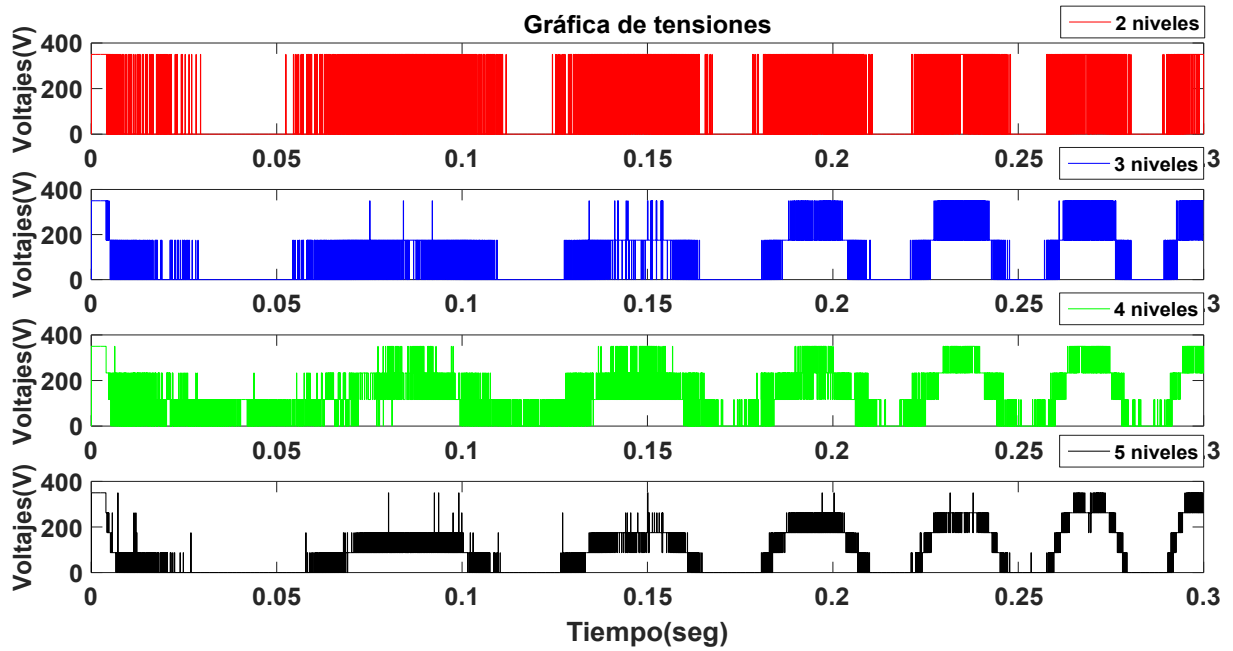 Gráfica de tensiones
2 niveles
Voltajes(V)
400
200
0
0 0.05 0.1 0.15 0.2 0.25 0.3
3 niveles
Voltajes(V)
400
200
0
0 0.05 0.1 0.15 0.2 0.25 .3
4 niveles
Voltajes(V)
400
200
0
0 0.05 0.1 0.15 0.2 0.25 .3
5 niveles
Voltajes(V)
400
200
0
0 0.05 0.1 0.15 0.2 0.25 0.3
Tiempo(seg)